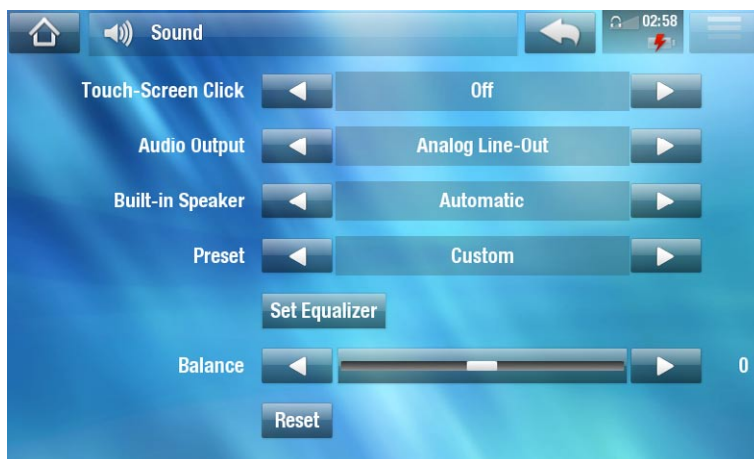 Sound 02:58
Touch-Screen Click Off
Audio Output Analog Line-Out
Built-in Speaker Automatic
Preset Custom
Set Equalizer
Balance 0
Reset